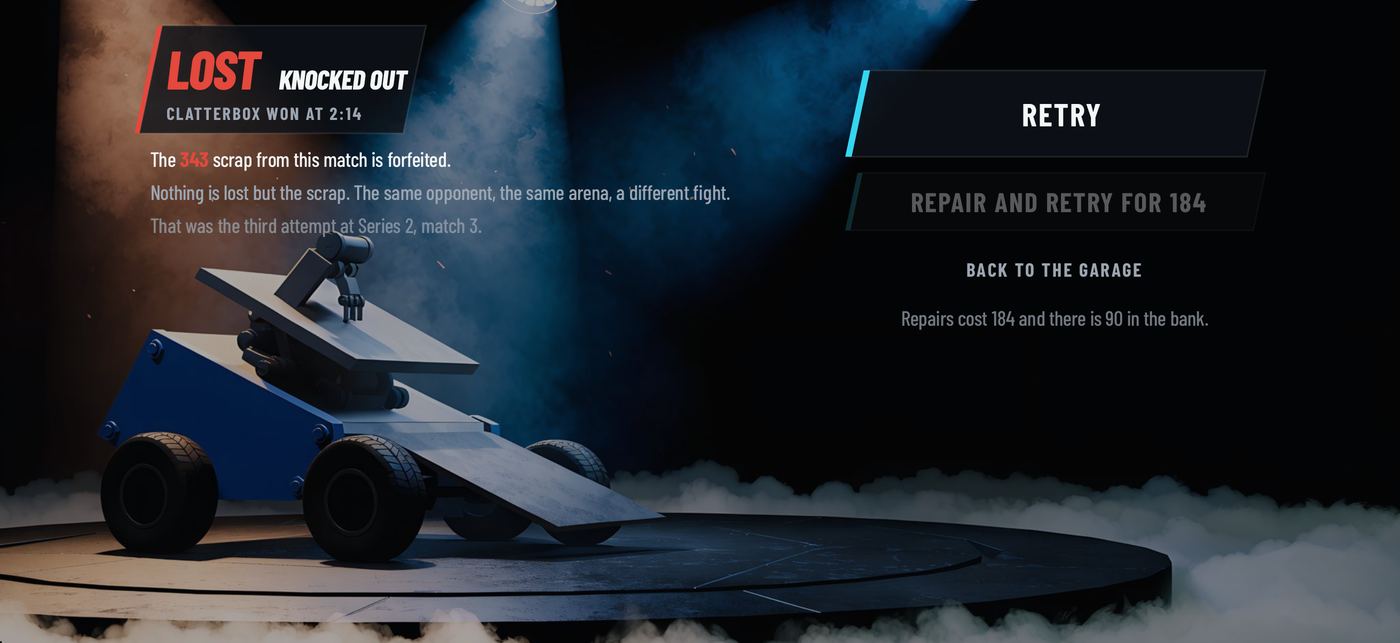 LOST KNOCKED OUT
CLATTERBOX WON AT 2:14
The 343 scrap from this match is forfeited.
Nothing is lost but the scrap. The same opponent, the same arena, a different fight.
That was the third attempt at Series 2, match 3.
RETRY
REPAIR AND RETRY FOR 184
BACK TO THE GARAGE
Repairs cost 184 and there is 90 in the bank.